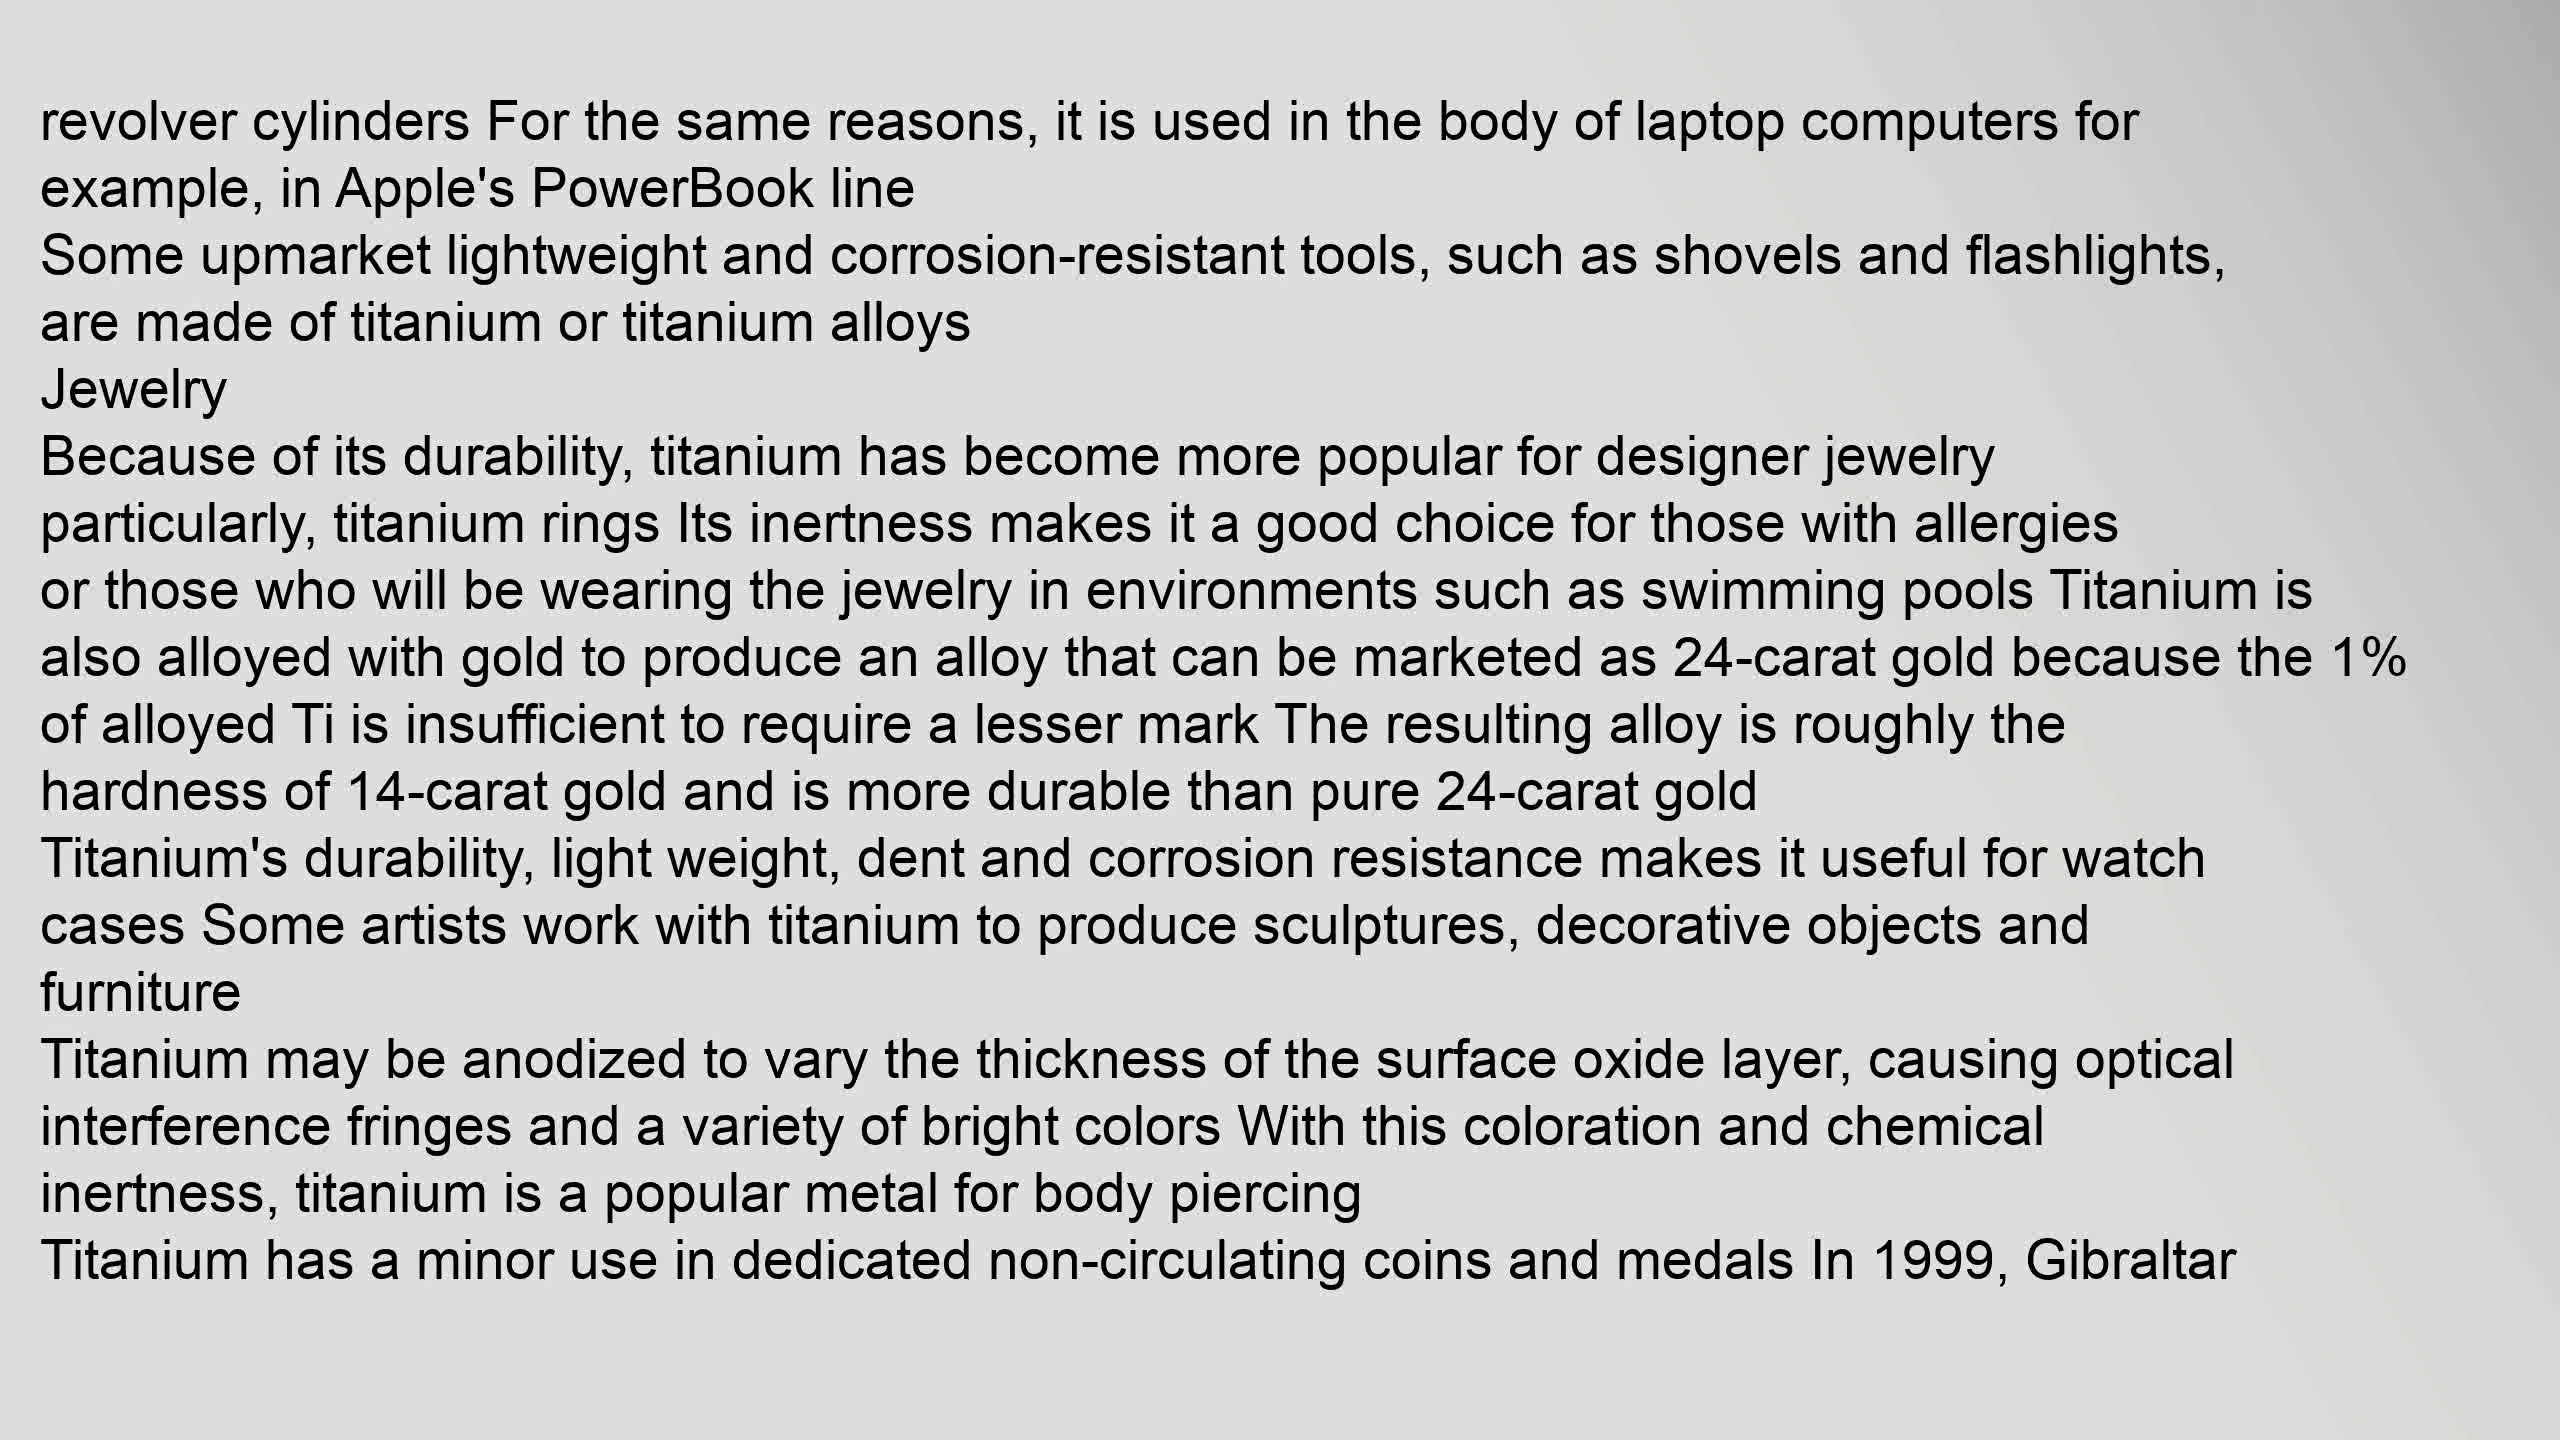 revolver cylinders For the same reasons, it is used in the body of laptop computers for
example, in Apple's PowerBook line
Some upmarket lightweight and corrosion-resistant tools, such as shovels and flashlights,
are made of titanium or titanium alloys
Jewelry
Because of its durability, titanium has become more popular for designer jewelry
particularly, titanium rings Its inertness makes it a good choice for those with allergies
or those who will be wearing the jewelry in environments such as swimming pools Titanium is
also alloyed with gold to produce an alloy that can be marketed as 24-carat gold because the 1%
of alloyed Ti is insufficient to require a lesser mark The resulting alloy is roughly the
hardness of 14-carat gold and is more durable than pure 24-carat gold
Titanium's durability, light weight, dent and corrosion resistance makes it useful for watch
cases Some artists work with titanium to produce sculptures, decorative objects and
furniture
Titanium may be anodized to vary the thickness of the surface oxide layer, causing optical
interference fringes and a variety of bright colors With this coloration and chemical
inertness, titanium is a popular metal for body piercing
Titanium has a minor use in dedicated non-circulating coins and medals In 1999, Gibraltar